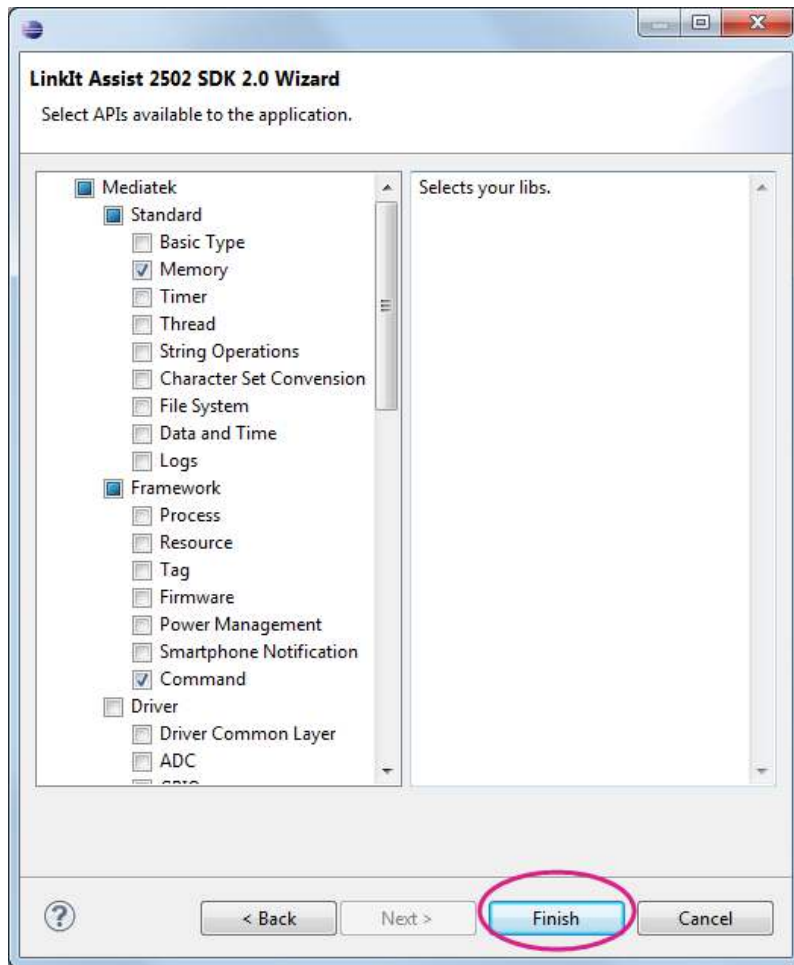 LinkIt Assist 2502 SDK 2.0 Wizard
Select APIs available to the application.
Mediatek
Standard
Basic Type
Memory
Timer
Thread
String Operations
Character Set Convension
File System
Data and Time
Logs
Framework
Process
Resource
Tag
Firmware
Power Management
Smartphone Notification
Command
Driver
Driver Common Layer
ADC
Selects your libs.
?
< Back
Next >
Finish
Cancel